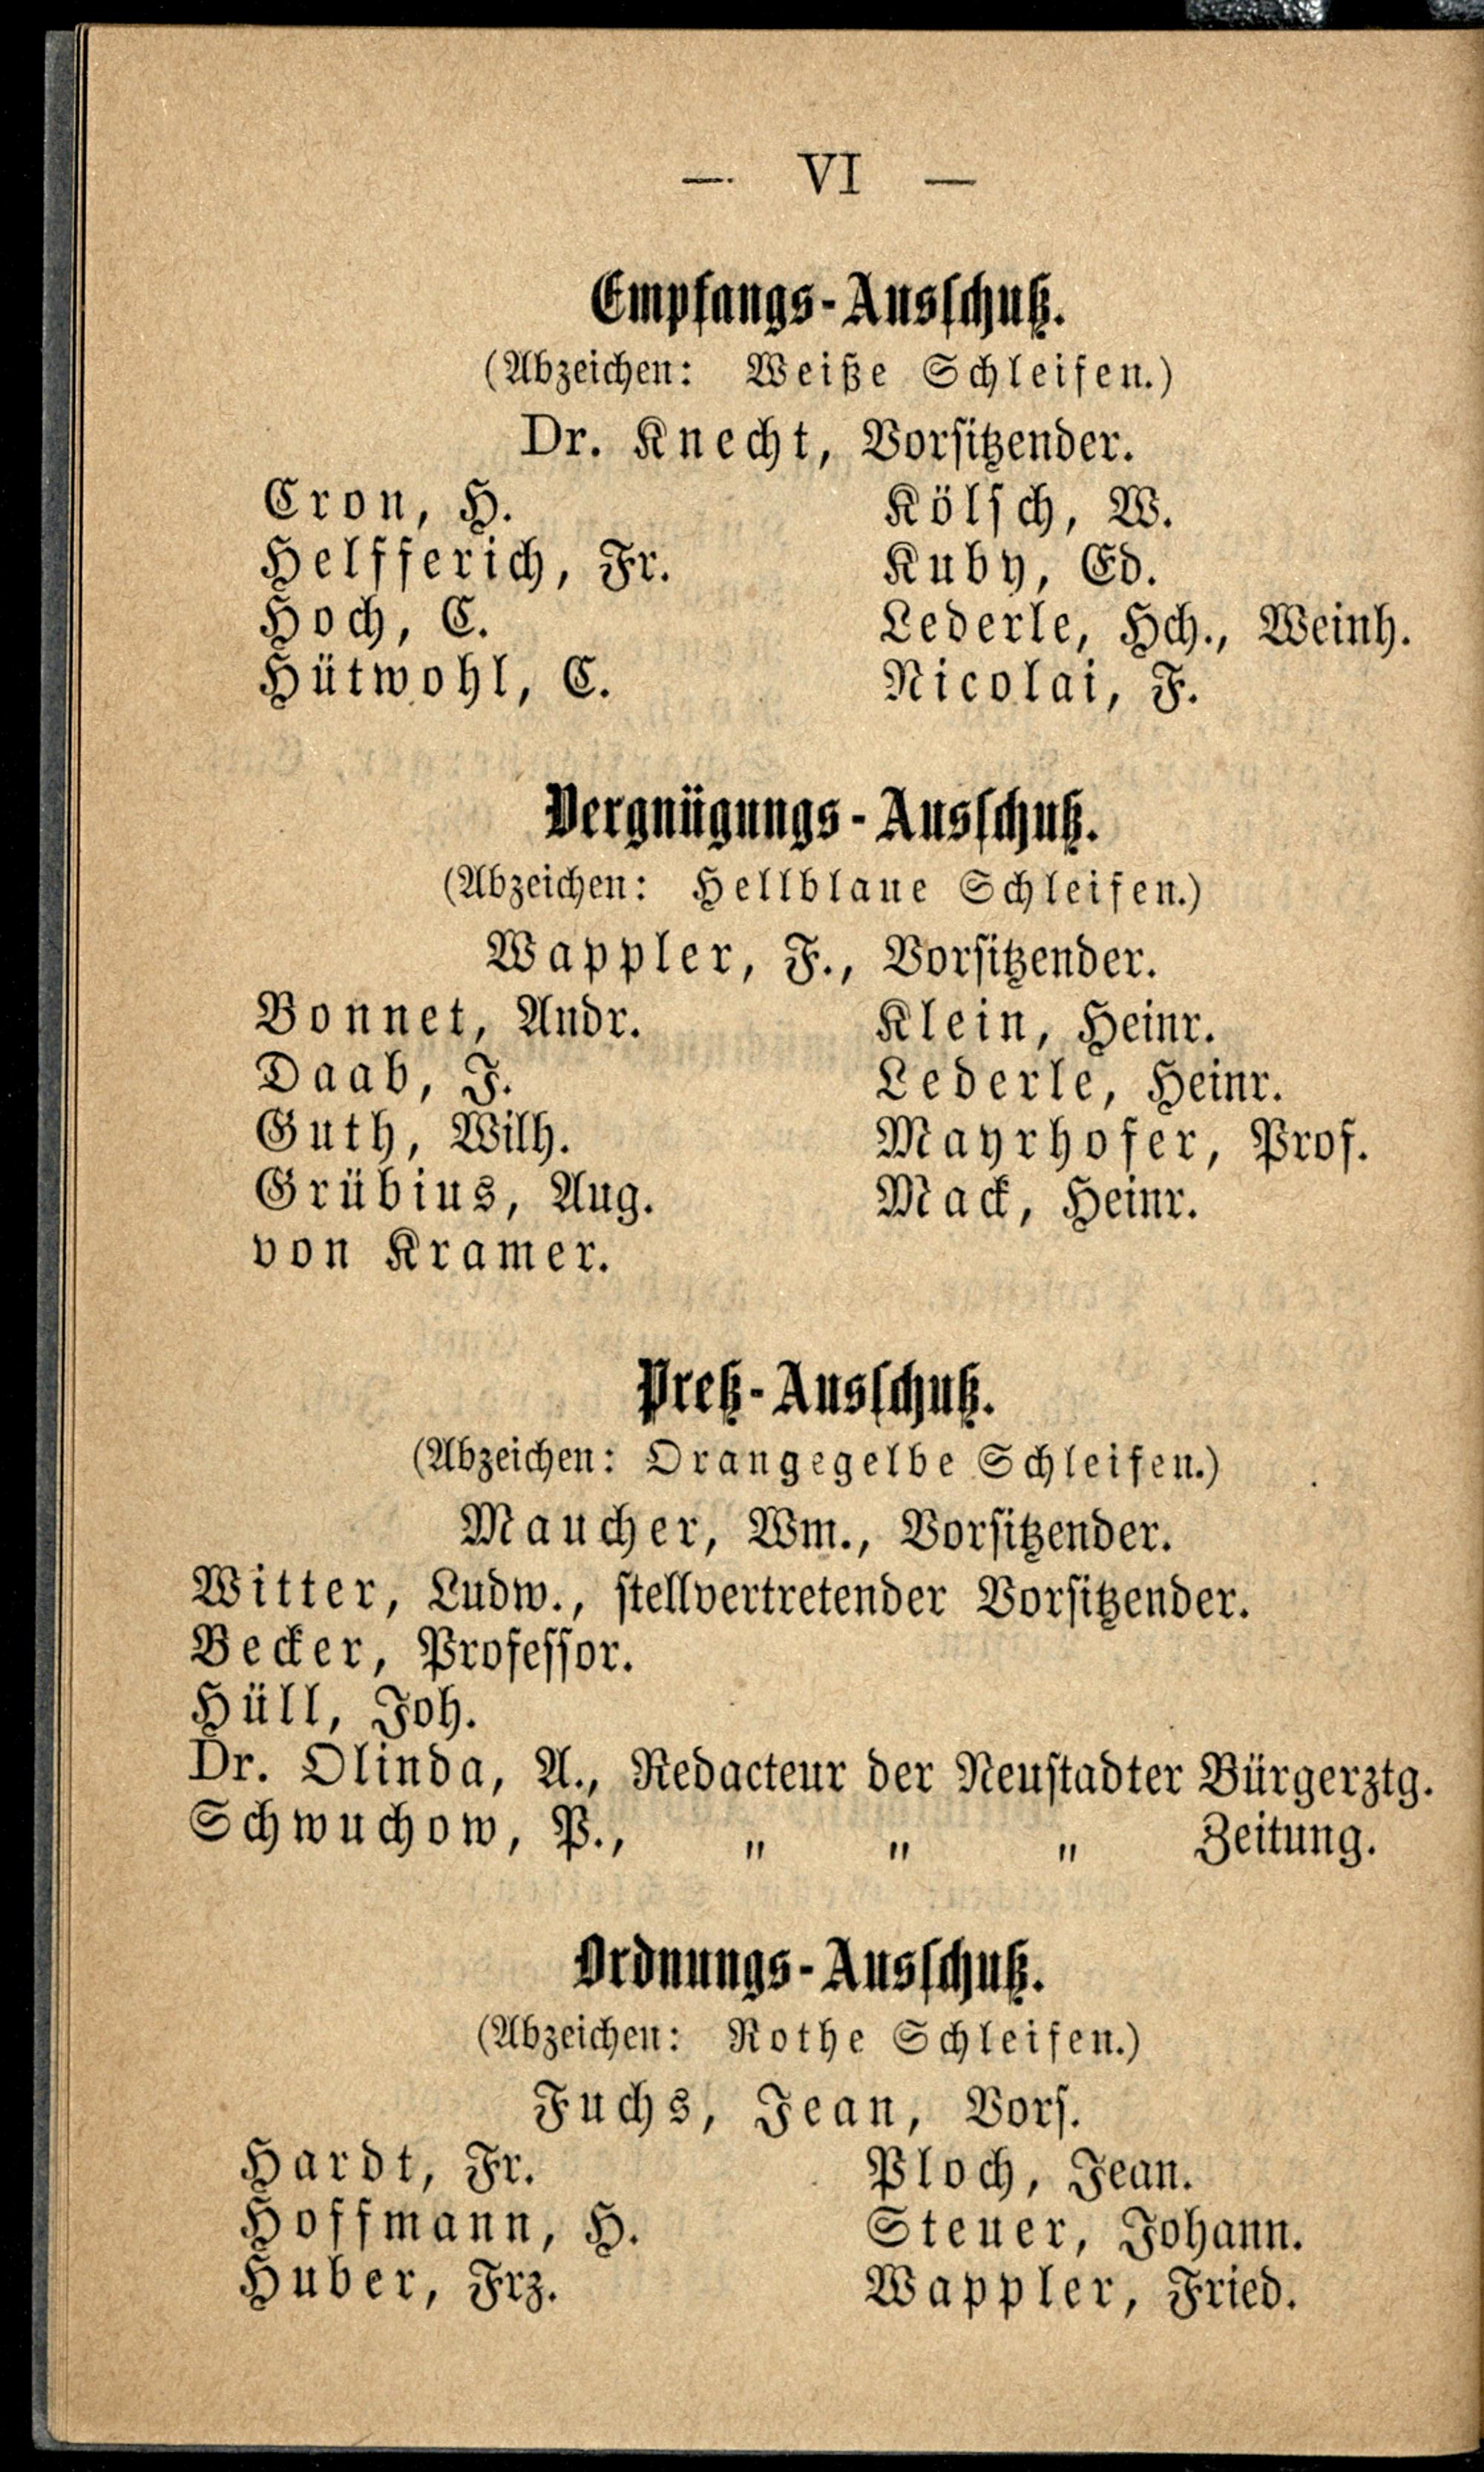 — VI —
Empfangs-Ausschuß.
(Abzeichen: Weiße Schleifen.)
Dr. Knecht, Vorsitzender.
Cron, H.
Helfferich, Fr.
Hoch, C.
Hütwohl, C.
Kölsch, W.
Kuby, Ed.
Lederle, Hch., Weinh.
Nicolai, F.
Vergnügungs-Ausschuß.
(Abzeichen: Hellblaue Schleifen.)
Wappler, F., Vorsitzender.
Bonnet, Andr.
Daab, J.
Guth, Wilh.
Grübius, Aug.
von Kramer.
Klein, Heinr.
Lederle, Heinr.
Mayrhofer, Prof.
Mack, Heinr.
Preß-Ausschuß.
(Abzeichen: Orangegelbe Schleifen.)
Maucher, Wm., Vorsitzender.
Witter, Ludw., stellvertretender Vorsitzender.
Becker, Professor.
Hüll, Joh.
Dr. Olinda, A., Redacteur der Neustadter Bürgerztg.
Schwuchow, P., " " " Zeitung.
Ordnungs-Ausschuß.
(Abzeichen: Rothe Schleifen.)
Fuchs, Jean, Vors.
Hardt, Fr.
Hoffmann, H.
Huber, Frz.
Ploch, Jean.
Steuer, Johann.
Wappler, Fried.